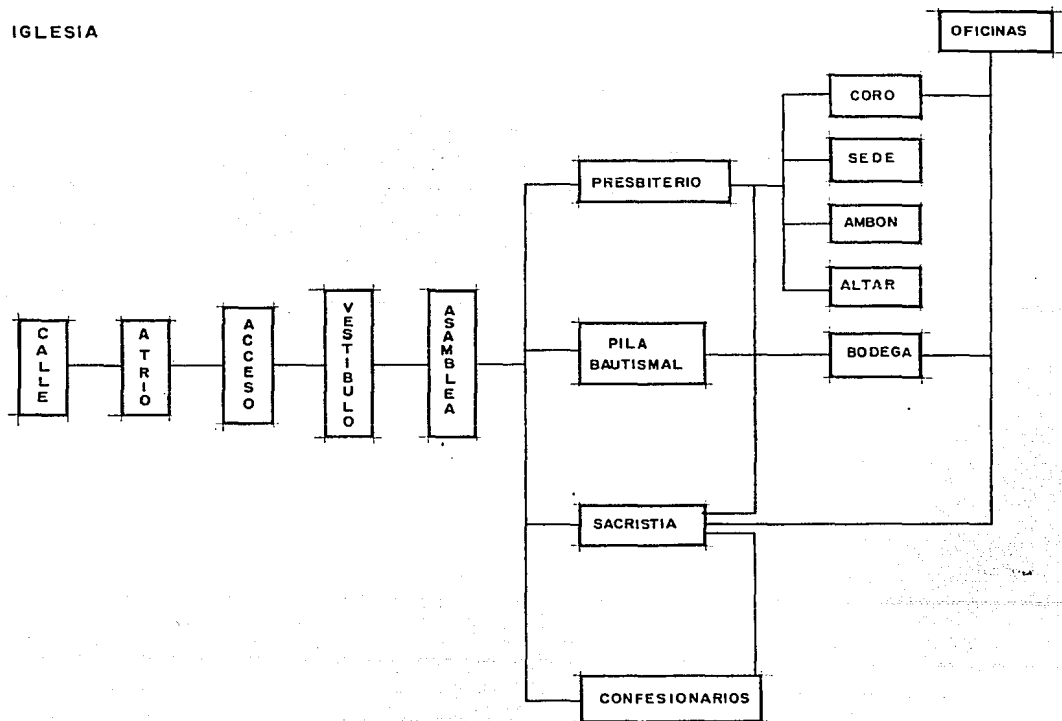 IGLESIA
OFICINAS
CORO
SEDE
PRESBITERIO
AMBON
ALTAR
CALLE
ATRIO
ACCESO
VESTIBULO
ASAMBLEA
PILA
BAUTISMAL
BODEGA
SACRISTIA
CONFESIONARIOS